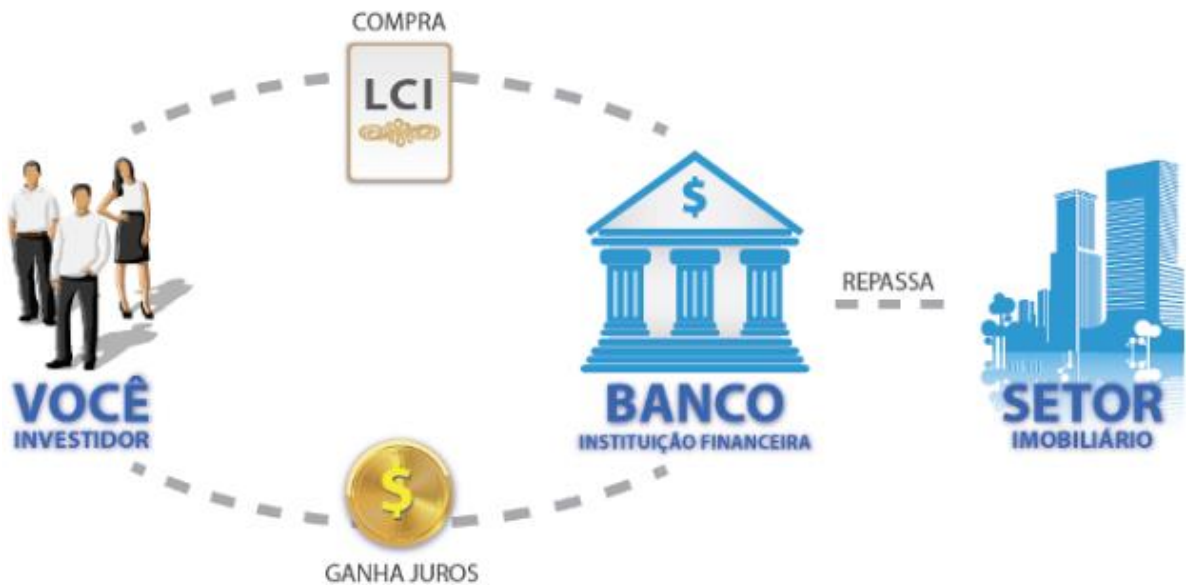 COMPRA
LCI
$
REPASSA
VOCÊ
INVESTIDOR
BANCO
INSTITUIÇÃO FINANCEIRA
SETOR
IMOBILIÁRIO
$
GANHA JUROS